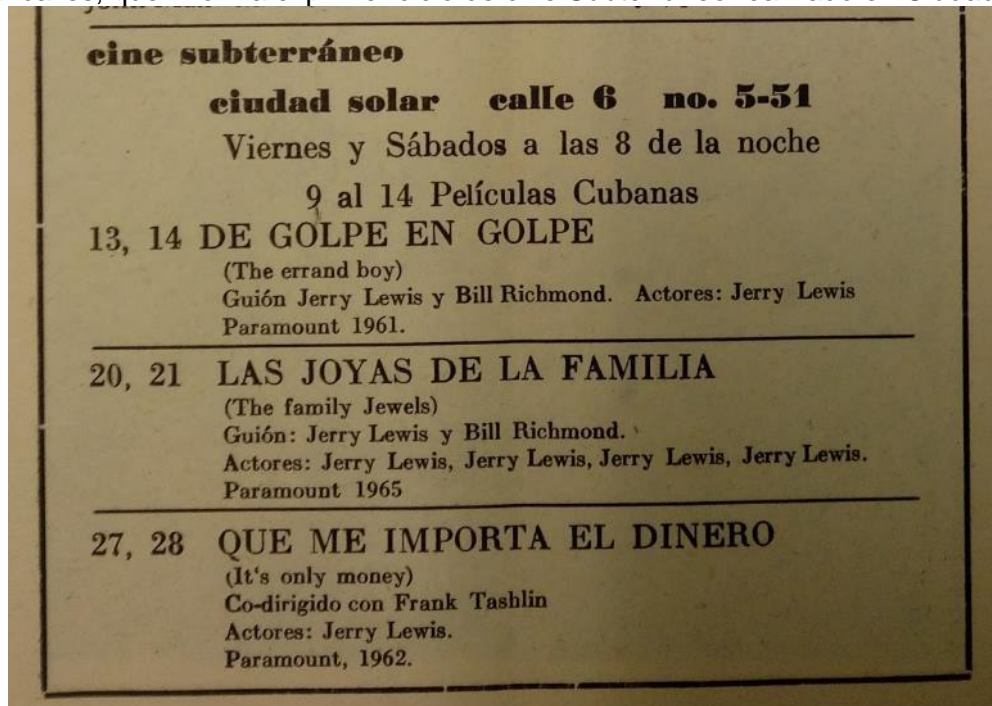 cine subterráneo
ciudad solar calle 6 no. 5-51
Viernes y Sábados a las 8 de la noche
9 al 14 Películas Cubanas
13, 14 DE GOLPE EN GOLPE
(The errand boy)
Guión Jerry Lewis y Bill Richmond. Actores: Jerry Lewis
Paramount 1961.
20, 21 LAS JOYAS DE LA FAMILIA
(The family Jewels)
Guión: Jerry Lewis y Bill Richmond.
Actores: Jerry Lewis, Jerry Lewis, Jerry Lewis, Jerry Lewis.
Paramount 1965
27, 28 QUE ME IMPORTA EL DINERO
(It's only money)
Co-dirigido con Frank Tashlin
Actores: Jerry Lewis.
Paramount, 1962.